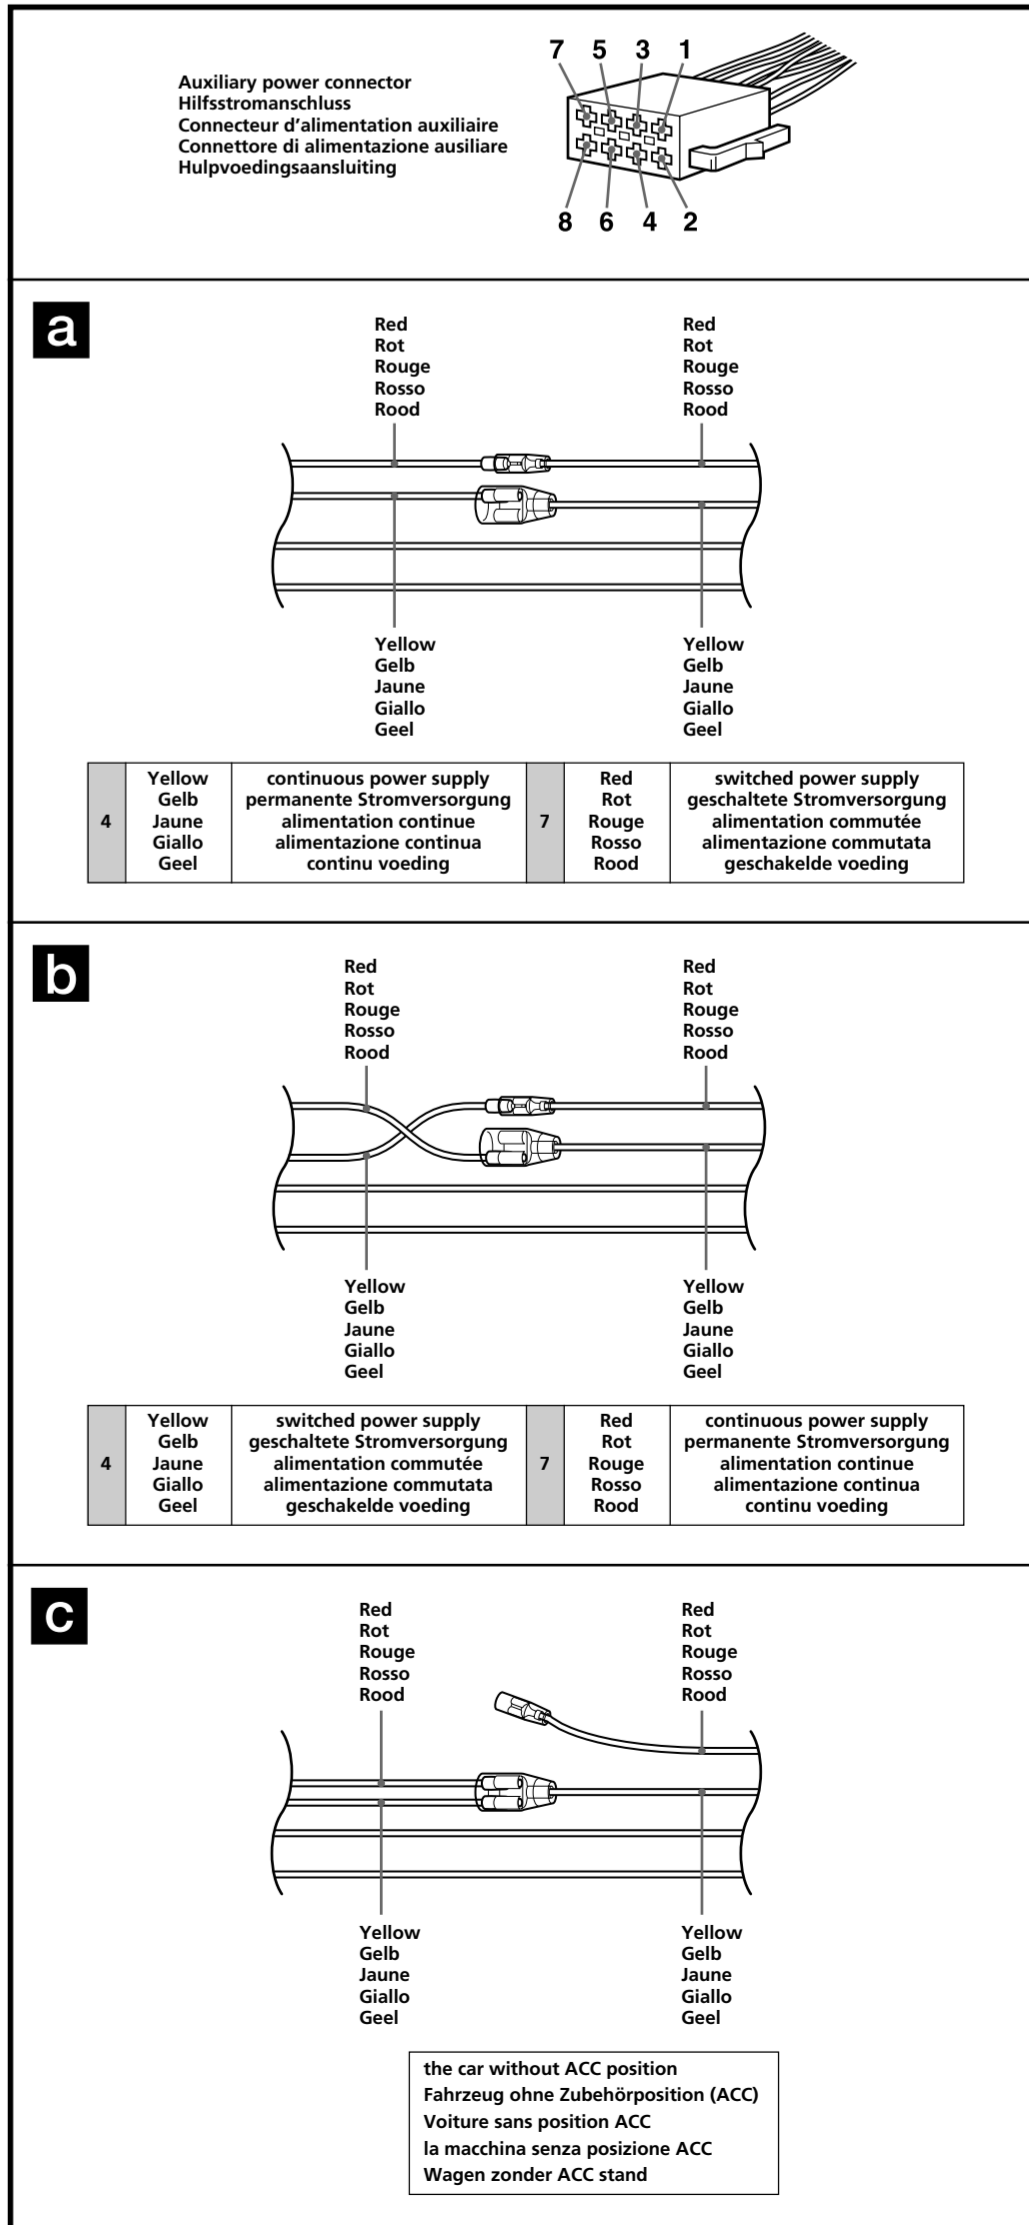 Auxiliary power connector
Hilfsstromanschluss
Connecteur d'alimentation auxiliaire
Connettore di alimentazione ausiliare
Hulpvoedingsaansluiting
7 5 3 1
8 6 4 2
a
Red
Rot
Rouge
Rosso
Rood
Red
Rot
Rouge
Rosso
Rood
Yellow
Gelb
Jaune
Giallo
Geel
Yellow
Gelb
Jaune
Giallo
Geel
4
Yellow
Gelb
Jaune
Giallo
Geel
continuous power supply
permanente Stromversorgung
alimentation continue
alimentazione continua
continu voeding
7
Red
Rot
Rouge
Rosso
Rood
switched power supply
geschaltete Stromversorgung
alimentation commutée
alimentazione commutata
geschakelde voeding
b
Red
Rot
Rouge
Rosso
Rood
Red
Rot
Rouge
Rosso
Rood
Yellow
Gelb
Jaune
Giallo
Geel
Yellow
Gelb
Jaune
Giallo
Geel
4
Yellow
Gelb
Jaune
Giallo
Geel
switched power supply
geschaltete Stromversorgung
alimentation commutée
alimentazione commutata
geschakelde voeding
7
Red
Rot
Rouge
Rosso
Rood
continuous power supply
permanente Stromversorgung
alimentation continue
alimentazione continua
continu voeding
c
Red
Rot
Rouge
Rosso
Rood
Red
Rot
Rouge
Rosso
Rood
Yellow
Gelb
Jaune
Giallo
Geel
Yellow
Gelb
Jaune
Giallo
Geel
the car without ACC position
Fahrzeug ohne Zubehörposition (ACC)
Voiture sans position ACC
la macchina senza posizione ACC
Wagen zonder ACC stand